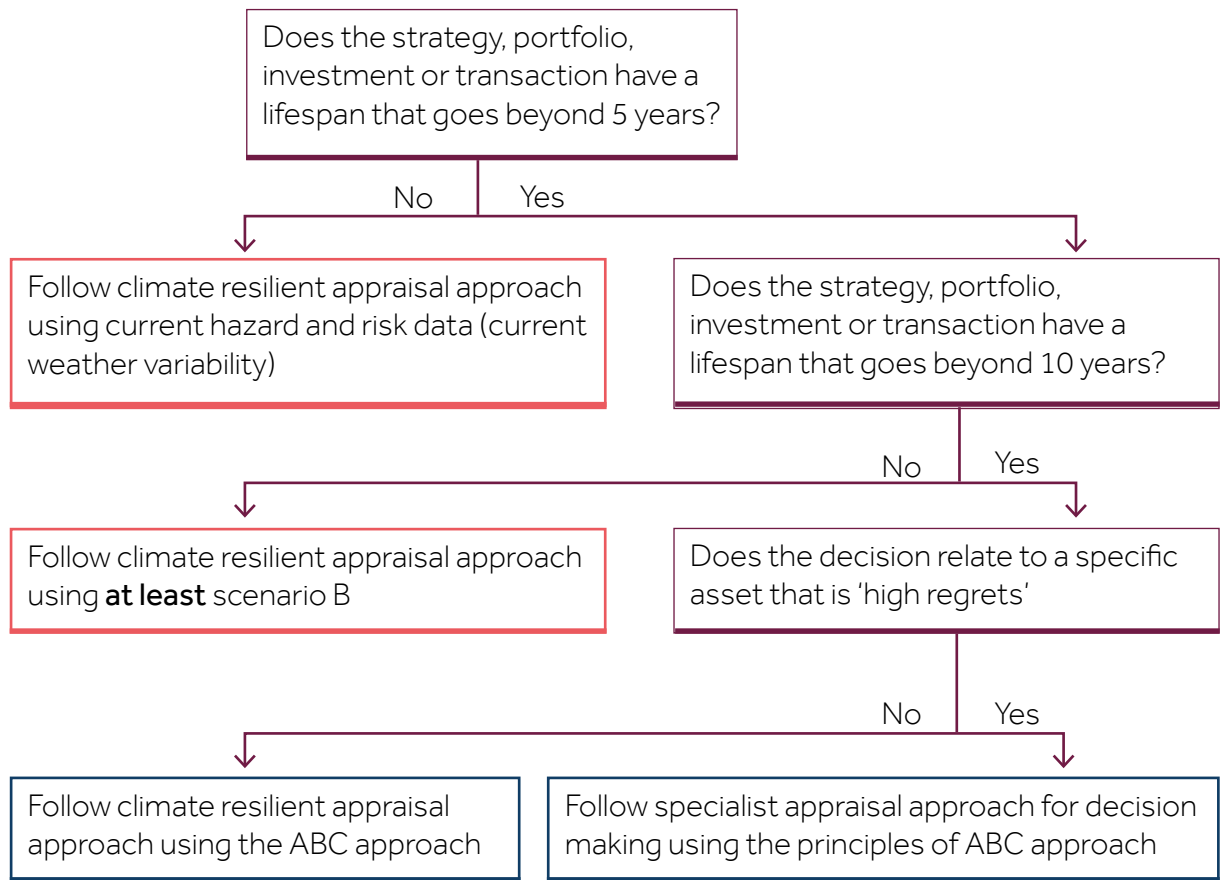 Does the strategy, portfolio,
investment or transaction have a
lifespan that goes beyond 5 years?
No
Yes
Follow climate resilient appraisal approach
using current hazard and risk data (current
weather variability)
Does the strategy, portfolio,
investment or transaction have a
lifespan that goes beyond 10 years?
No
Yes
Follow climate resilient appraisal approach
using at least scenario B
Does the decision relate to a specific
asset that is ‘high regrets’
No
Yes
Follow climate resilient appraisal
approach using the ABC approach
Follow specialist appraisal approach for decision
making using the principles of ABC approach